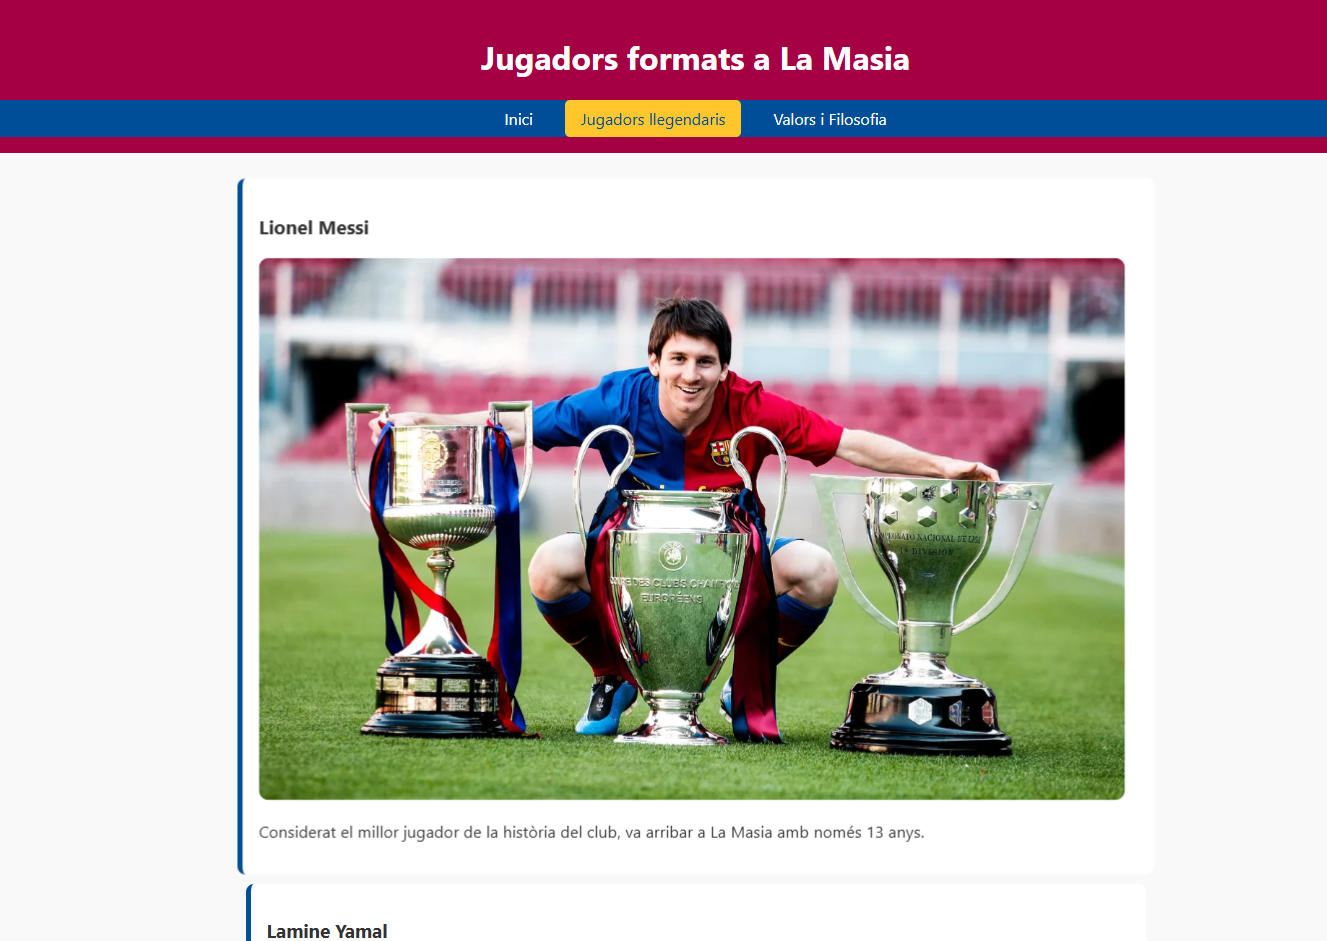 Jugadors formats a La Masia
Inici
Jugadors llegendaris
Valors i Filosofia
Lionel Messi
COUPE DES CLUBS CHAMPIONS
EUROPÉENS
CAMPEONATO NACIONAL DE LIGA
1ª DIVISION
Considerat el millor jugador de la història del club, va arribar a La Masia amb només 13 anys.
Lamine Yamal